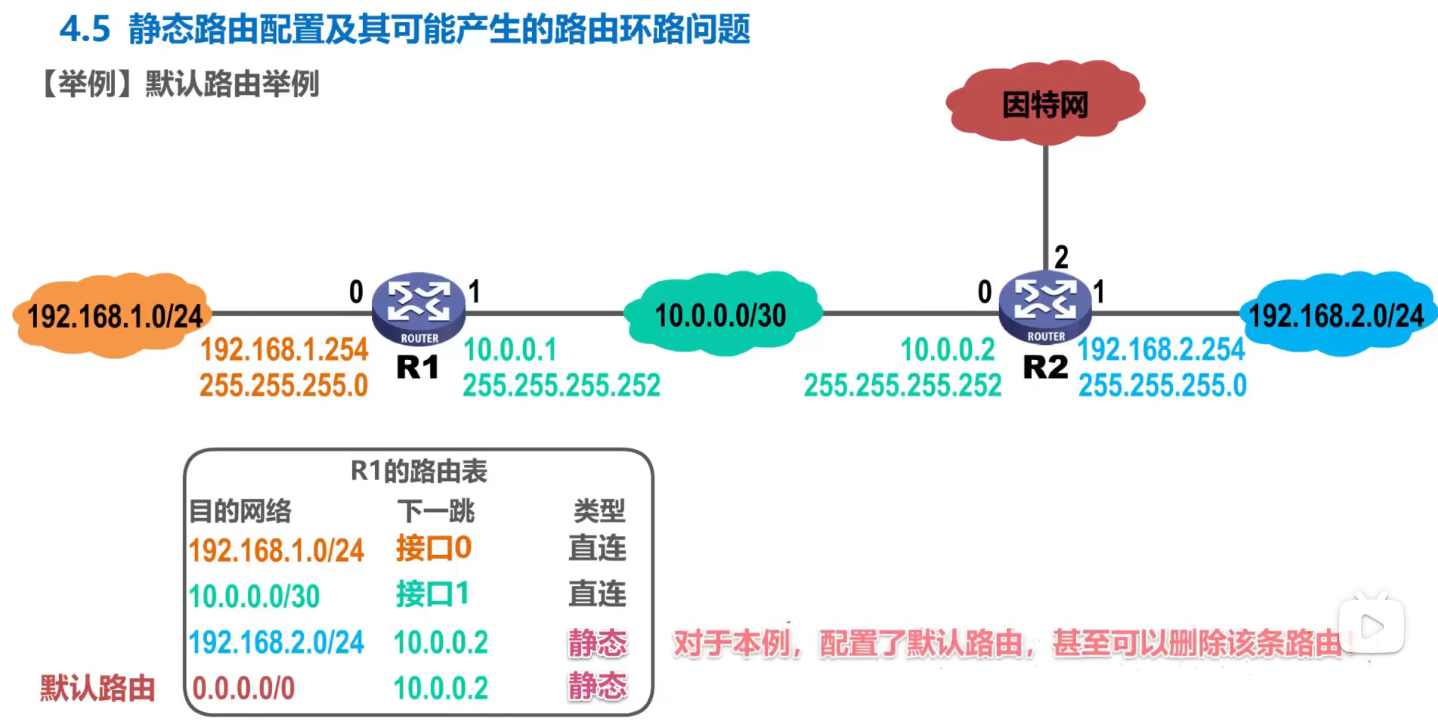 4.5 静态路由配置及其可能产生的路由环路问题
【举例】默认路由举例
因特网
2
0
1
0
1
192.168.1.0/24
10.0.0.0/30
192.168.2.0/24
ROUTER
ROUTER
192.168.1.254
R1
10.0.0.1
10.0.0.2
R2
192.168.2.254
255.255.255.0
255.255.255.252
255.255.255.252
255.255.255.0
R1的路由表
目的网络 下一跳 类型
192.168.1.0/24 接口0 直连
10.0.0.0/30 接口1 直连
192.168.2.0/24 10.0.0.2 静态 对于本例，配置了默认路由，甚至可以删除该条路由！
默认路由 0.0.0.0/0 10.0.0.2 静态